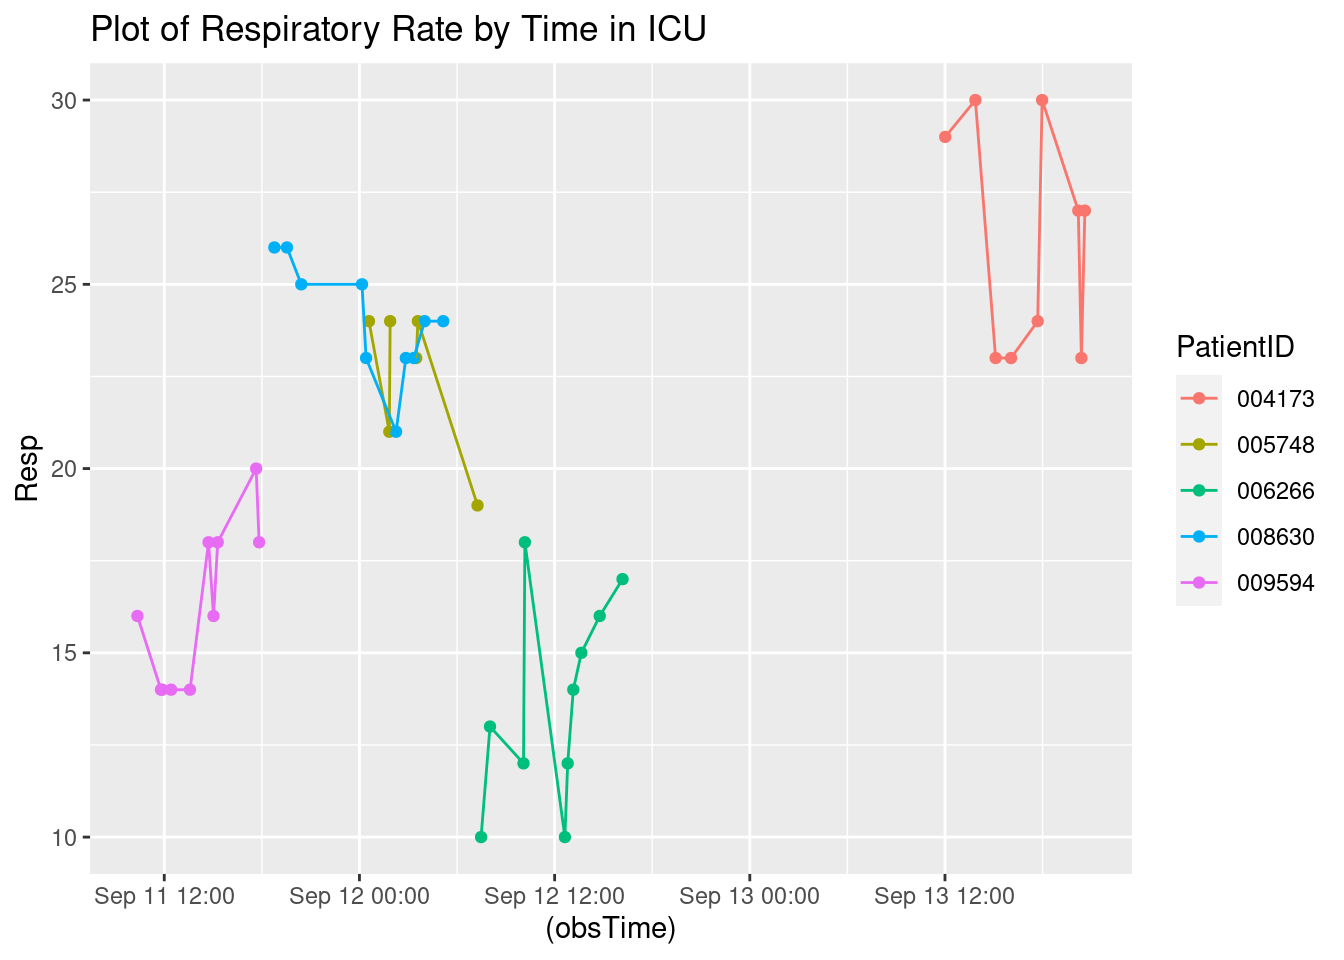 Plot of Respiratory Rate by Time in ICU
30
25
20
15
10
Resp
Sep 11 12:00 Sep 12 00:00 Sep 12 12:00 Sep 13 00:00 Sep 13 12:00
(obsTime)
PatientID
004173
005748
006266
008630
009594